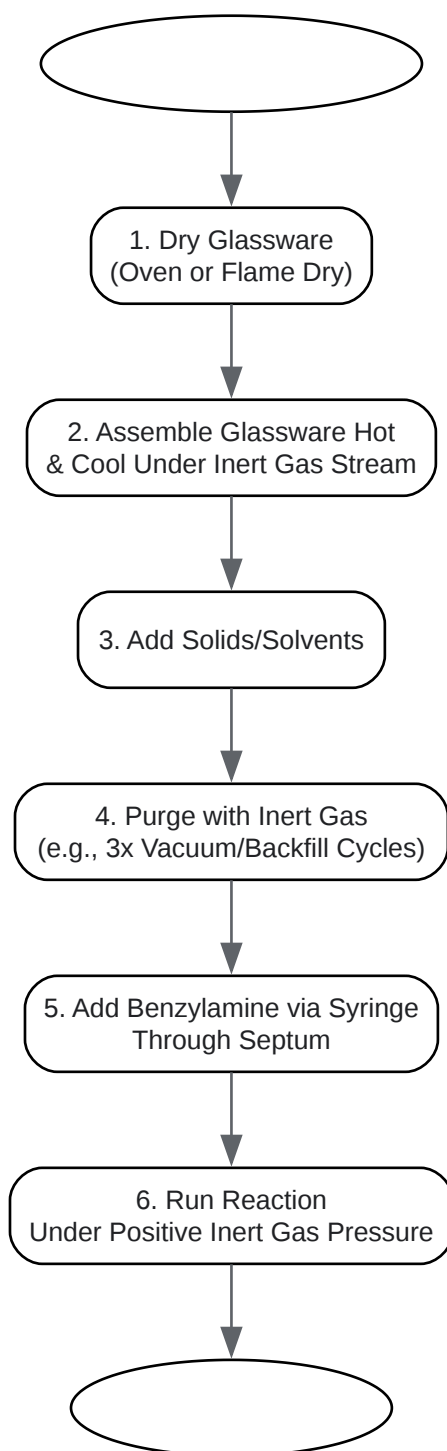 1. Dry Glassware
(Oven or Flame Dry)
2. Assemble Glassware Hot
& Cool Under Inert Gas Stream
3. Add Solids/Solvents
4. Purge with Inert Gas
(e.g., 3x Vacuum/Backfill Cycles)
5. Add Benzylamine via Syringe
Through Septum
6. Run Reaction
Under Positive Inert Gas Pressure